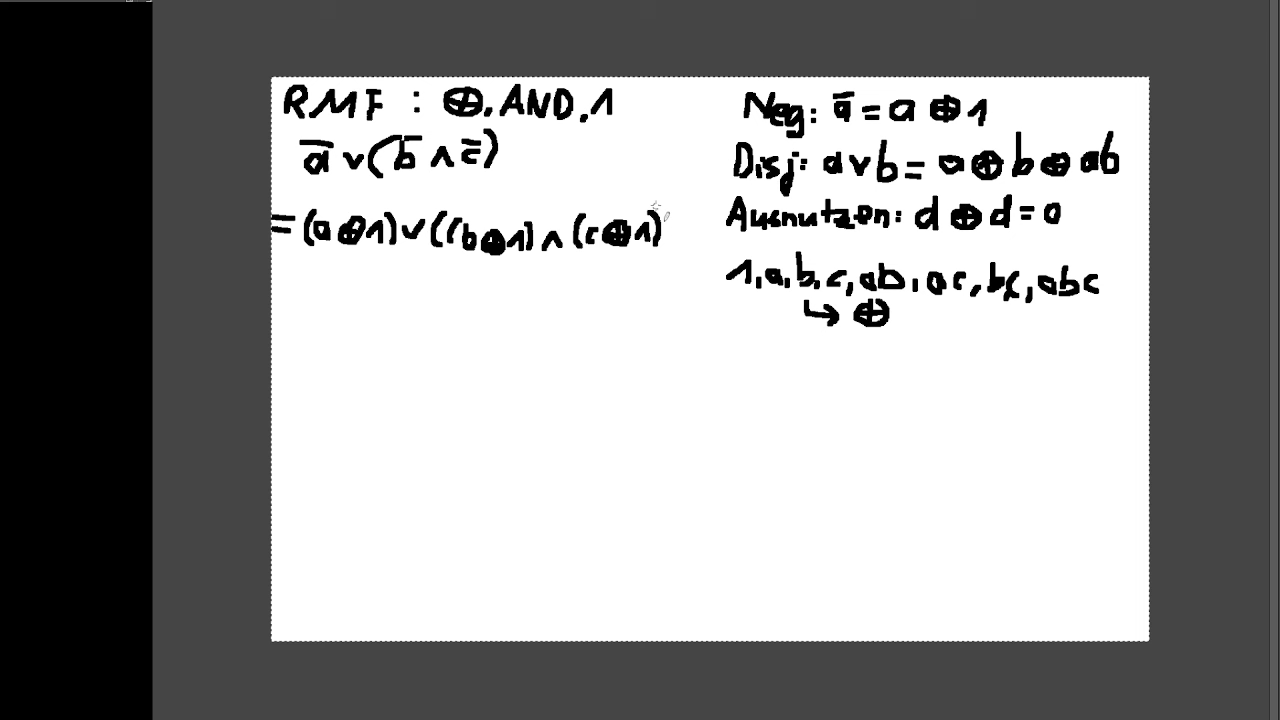 RMF : ⊕, AND, 1
a̅ ∨ (b̅ ∧ c̅)
= (a⊕1) ∨ ((b⊕1) ∧ (c⊕1)
Neg: a̅ = a ⊕ 1
Disj: a ∨ b = a ⊕ b ⊕ ab
Ausnutzen: d ⊕ d = 0
1, a, b, c, ab, ac, bc, abc
↳ ⊕